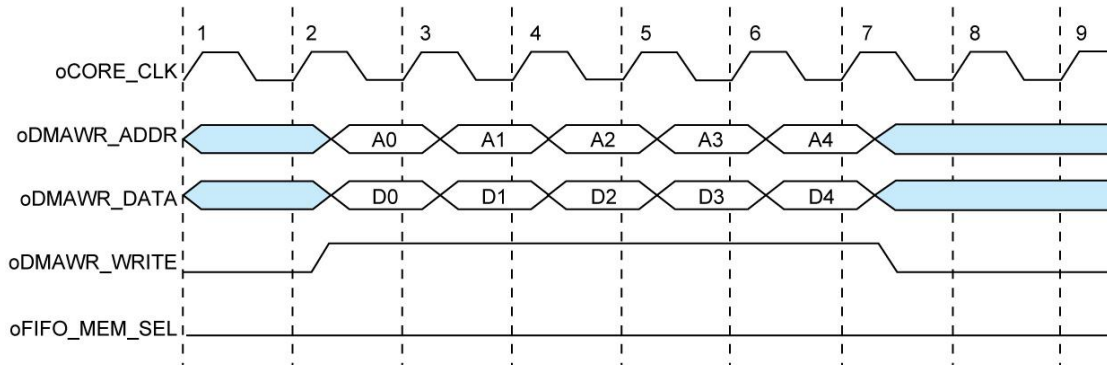 1 2 3 4 5 6 7 8 9
oCORE_CLK
oDMAWR_ADDR A0 A1 A2 A3 A4
oDMAWR_DATA D0 D1 D2 D3 D4
oDMAWR_WRITE
oFIFO_MEM_SEL